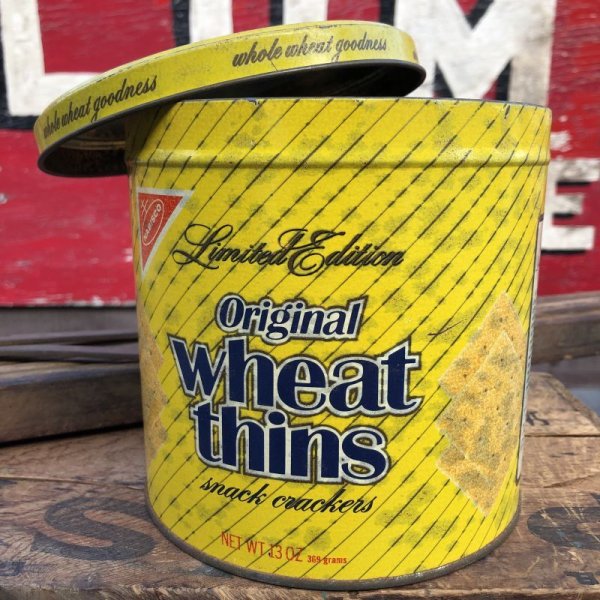 whole wheat goodness
whole wheat goodness
NABISCO
Limited Edition
Original
wheat
thins
snack crackers
NET WT 13 OZ 369 grams